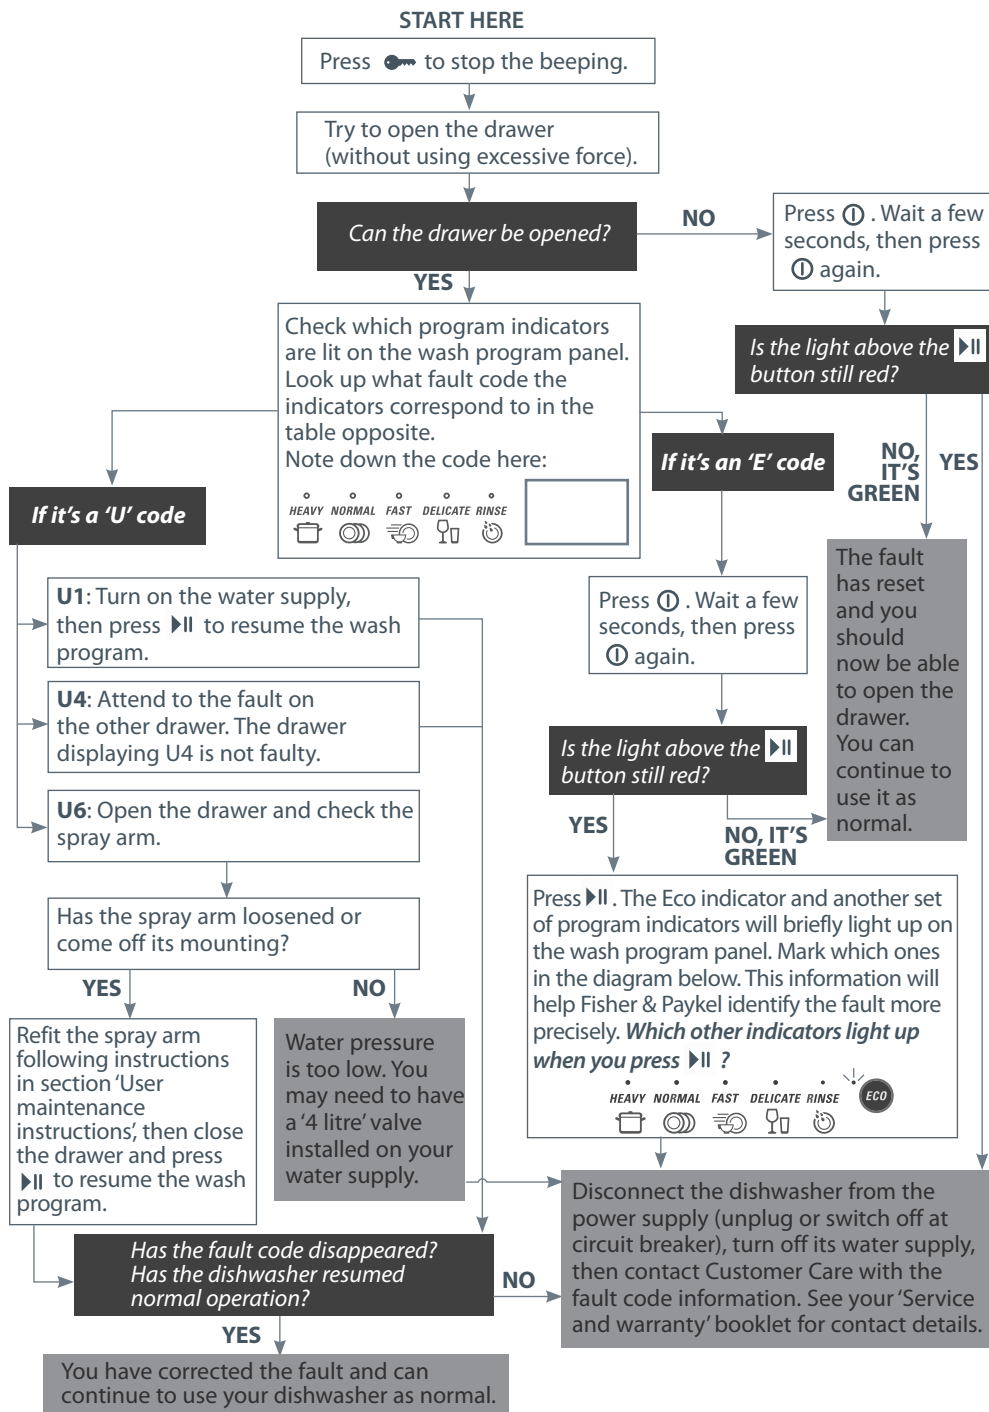 START HERE
Press to stop the beeping.
Try to open the drawer
(without using excessive force).
Can the drawer be opened?
NO
Press . Wait a few
seconds, then press
again.
YES
Check which program indicators
are lit on the wash program panel.
Look up what fault code the
indicators correspond to in the
table opposite.
Note down the code here:
HEAVY NORMAL FAST DELICATE RINSE
Is the light above the
button still red?
NO,
IT'S
GREEN
YES
If it's a 'U' code
If it's an 'E' code
The fault
has reset
and you
should
now be able
to open the
drawer.
You can
continue to
use it as
normal.
U1: Turn on the water supply,
then press to resume the wash
program.
U4: Attend to the fault on
the other drawer. The drawer
displaying U4 is not faulty.
U6: Open the drawer and check the
spray arm.
Press . Wait a few
seconds, then press
again.
Is the light above the
button still red?
YES
NO, IT'S
GREEN
Has the spray arm loosened or
come off its mounting?
YES
NO
Refit the spray arm
following instructions
in section 'User
maintenance
instructions', then close
the drawer and press
to resume the wash
program.
Water pressure
is too low. You
may need to have
a '4 litre' valve
installed on your
water supply.
Press . The Eco indicator and another set
of program indicators will briefly light up on
the wash program panel. Mark which ones
in the diagram below. This information will
help Fisher & Paykel identify the fault more
precisely. Which other indicators light up
when you press ?
HEAVY NORMAL FAST DELICATE RINSE
ECO
Has the fault code disappeared?
Has the dishwasher resumed
normal operation?
NO
Disconnect the dishwasher from the
power supply (unplug or switch off at
circuit breaker), turn off its water supply,
then contact Customer Care with the
fault code information. See your 'Service
and warranty' booklet for contact details.
YES
You have corrected the fault and can
continue to use your dishwasher as normal.